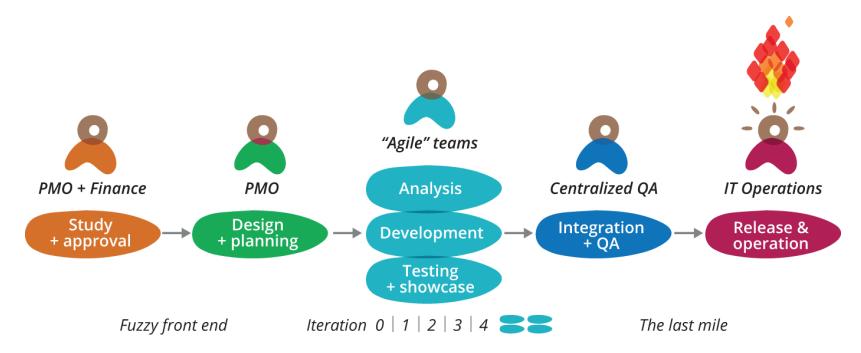 “Agile” teams
PMO + Finance
PMO
Centralized QA
IT Operations
Study
+ approval
Design
+ planning
Analysis
Development
Testing
+ showcase
Integration
+ QA
Release &
operation
Fuzzy front end
Iteration 0 | 1 | 2 | 3 | 4
The last mile